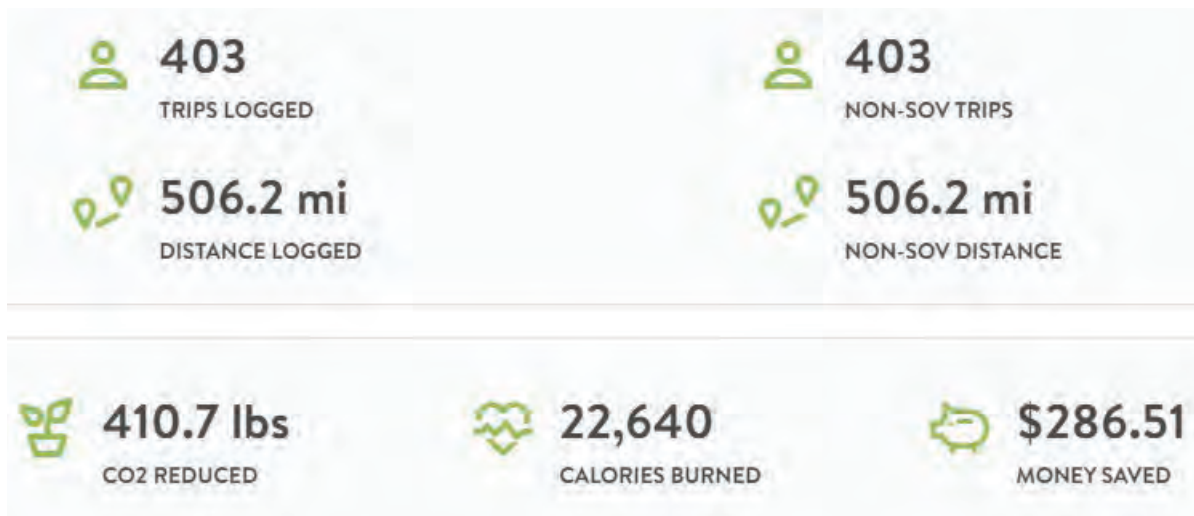 403
TRIPS LOGGED
403
NON-SOV TRIPS
506.2 mi
DISTANCE LOGGED
506.2 mi
NON-SOV DISTANCE
410.7 lbs
CO2 REDUCED
22,640
CALORIES BURNED
$286.51
MONEY SAVED